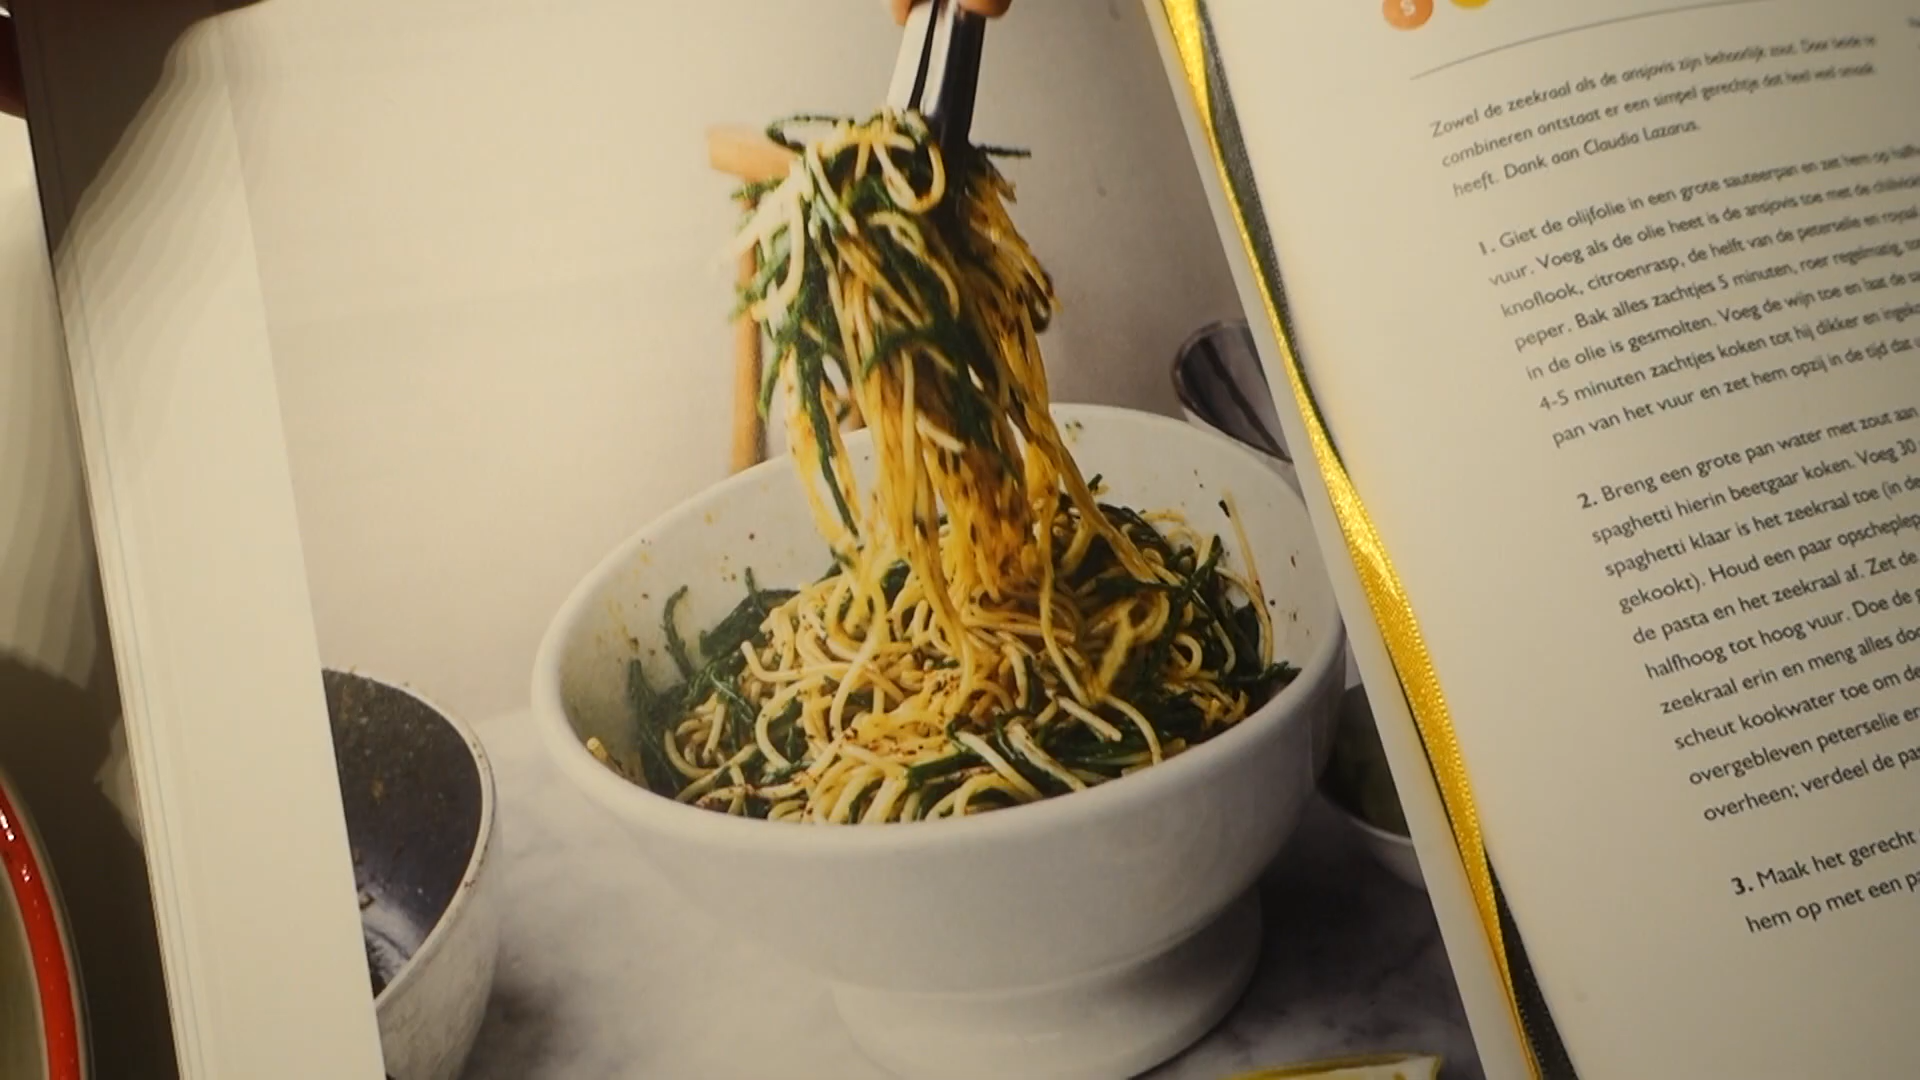 S
Zowel de zeekraal als de ansjovis zijn behoorlijk zout. Door beide te
combineren ontstaat er een simpel gerechtje dat heel veel smaak
heeft. Dank aan Claudia Lazarus.
1. Giet de olijfolie in een grote sauteerpan en zet hem op
vuur. Voeg als de olie heet is de ansjovis toe met de
knoflook, citroenrasp, de helft van de peterselie en royaal
peper. Bak alles zachtjes 5 minuten, roer regelmatig,
in de olie is gesmolten. Voeg de wijn toe en laat de
4-5 minuten zachtjes koken tot hij dikker en
pan van het vuur en zet hem opzij in de tijd dat
2. Breng een grote pan water met zout aan
spaghetti hierin beetgaar koken. Voeg 30
spaghetti klaar is het zeekraal toe (in de
gekookt). Houd een paar
de pasta en het zeekraal af. Zet de
halfhoog tot hoog vuur. Doe de
zeekraal erin en meng alles
scheut kookwater toe om de
overgebleven peterselie
overheen; verdeel de
3. Maak het gerecht
hem op met een